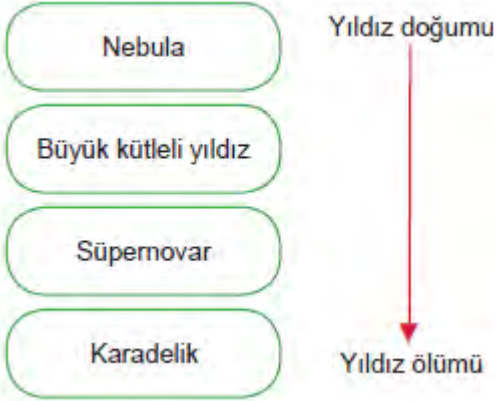 Nebula
Yıldız doğumu
Büyük kütleli yıldız
Süpernovar
Karadelik
Yıldız ölümü